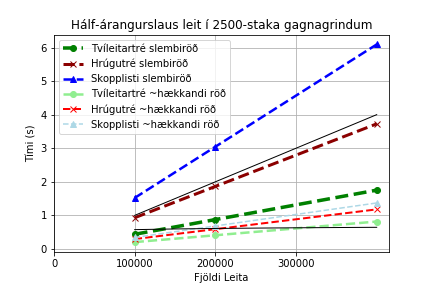 Hálf-árangurslaus leit í 2500-staka gagnagrindum
Tvíleitartré slembiröð
Hrúgutré slembiröð
Skopplisti slembiröð
Tvíleitartré ~hækkandi röð
Hrúgutré ~hækkandi röð
Skopplisti ~hækkandi röð
Tími (s)
6
5
4
3
2
1
0
0
100000
200000
300000
Fjöldi Leita